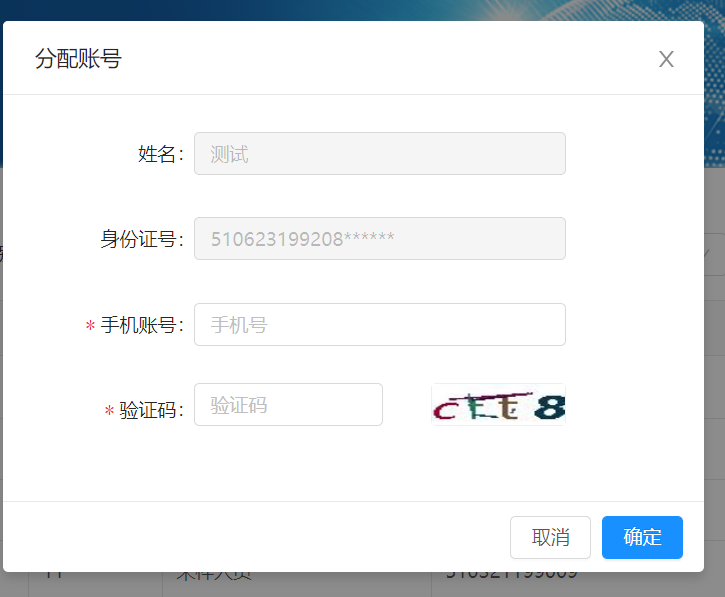 分配账号
X
姓名:
测试
身份证号:
510623199208******
* 手机账号:
手机号
* 验证码:
验证码
取消
确定